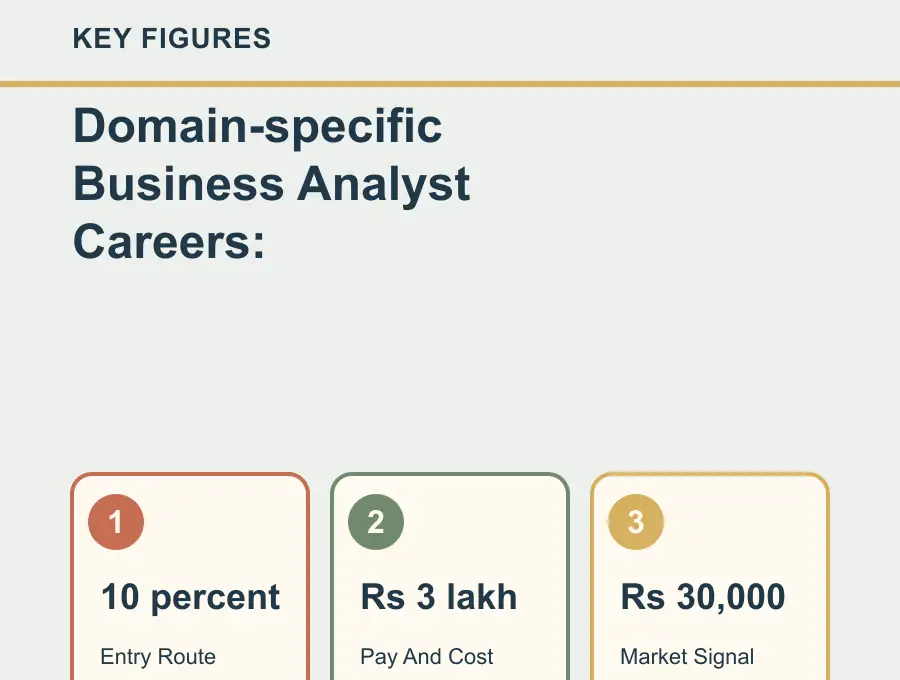 KEY FIGURES
Domain-specific
Business Analyst
Careers:
1
10 percent
Entry Route
2
Rs 3 lakh
Pay And Cost
3
Rs 30,000
Market Signal